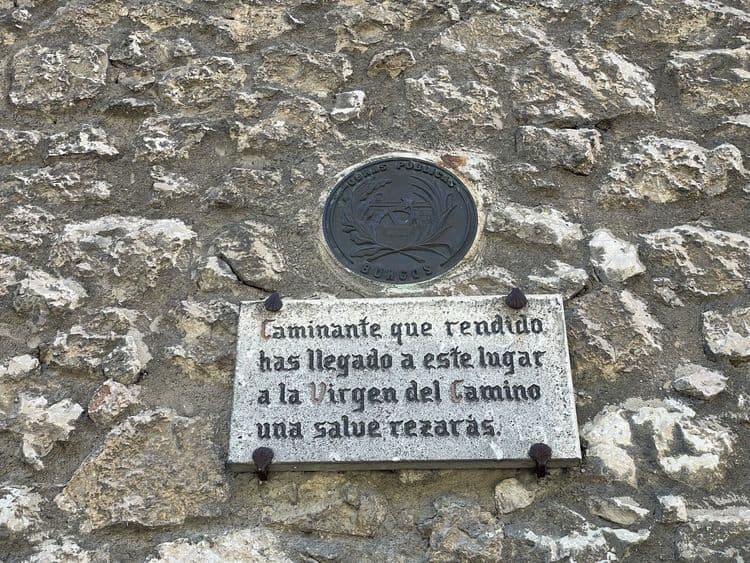 OBRAS PUBLICAS
BURGOS
Caminante que rendido
has llegado a este lugar
a la Virgen del Camino
una salve rezarás.